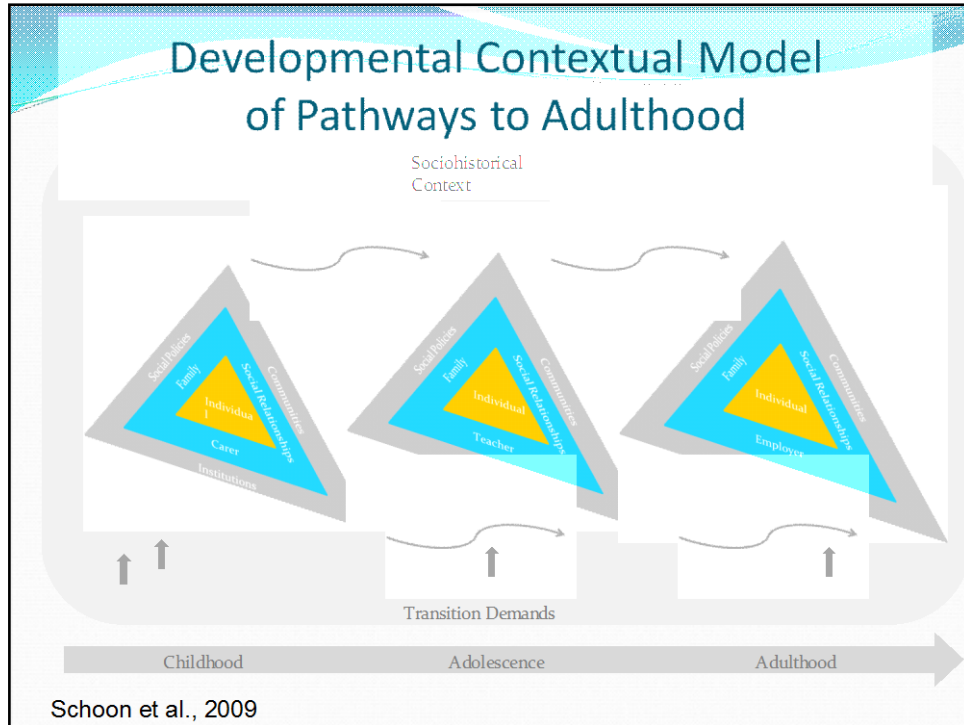 Developmental Contextual Model
of Pathways to Adulthood
Sociohistorical
Context
Social Policies
Family
Individua
l
Social Relationships
Communities
Carer
Institutions
Social Policies
Family
Individual
Social Relationships
Communities
Teacher
Social Policies
Family
Individual
Social Relationships
Communities
Employer
Transition Demands
Childhood
Adolescence
Adulthood
Schoon et al., 2009